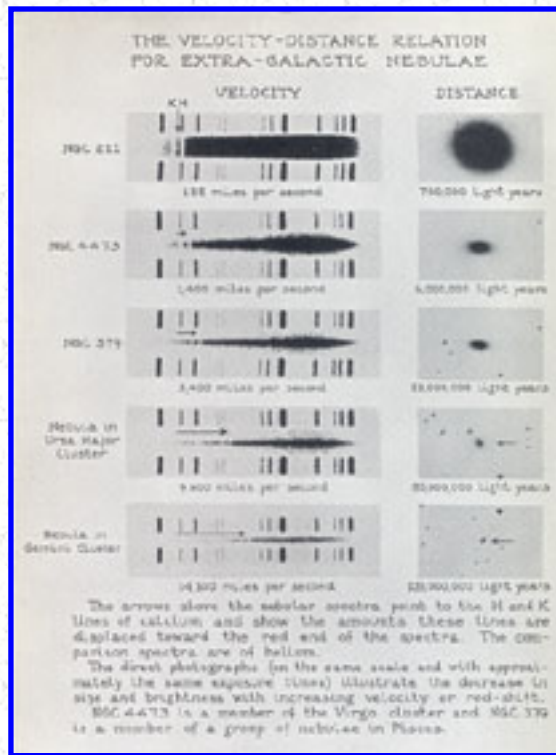 THE VELOCITY-DISTANCE RELATION
FOR EXTRA-GALACTIC NEBULAE
VELOCITY DISTANCE
K H
NGC 221
miles per second light years
NGC 4473
miles per second light years
NGC 379
miles per second light years
Nebula in
Ursa Major
Cluster
miles per second light years
Nebula in
Gemini Cluster
miles per second light years
The arrows above the nebular spectra point to the H and K
lines of calcium and show the amounts these lines are
displaced toward the red end of the spectra. The com-
parison spectra are of helium.
The direct photographs (on the same scale and with approxi-
mately the same exposure times) illustrate the decrease in
size and brightness with increasing velocity or red-shift.
NGC 4473 is a member of the Virgo cluster and NGC 379
is a member of a group of nebulae in Pisces.